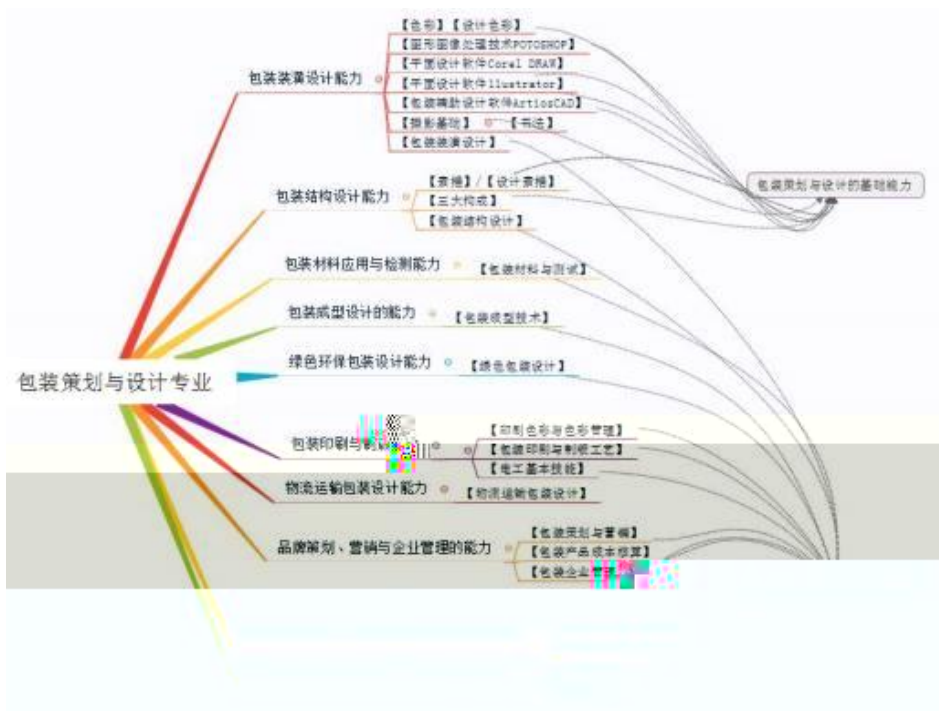 【色彩】【设计色彩】
【图形图像处理技术POTOSHOP】
【平面设计软件Corel DRAW】
包装装潢设计能力
【平面设计软件llustrator】
【包装辅助设计软件ArtiosCAD】
【摄影基础】 【书法】
【包装装潢设计】
【素描】/【设计素描】
包装策划与设计的基础能力
包装结构设计能力
【三大构成】
【包装结构设计】
包装材料应用与检测能力
【包装材料与测试】
包装成型设计的能力
【包装成型技术】
绿色环保包装设计能力
【绿色包装设计】
包装策划与设计专业
【印刷色彩与色彩管理】
包装印刷与制
【包装印刷与制版工艺】
【电工基本技能】
物流运输包装设计能力
【物流运输包装设计】
【包装策划与营销】
品牌策划、营销与企业管理的能力
【包装产品成本核算】
【包装企业管